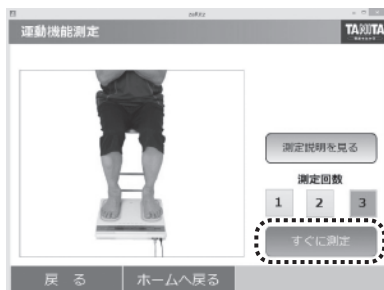 運動機能測定
TANITA
測定説明を見る
測定回数
1 2 3
すぐに測定
戻る
ホームへ戻る